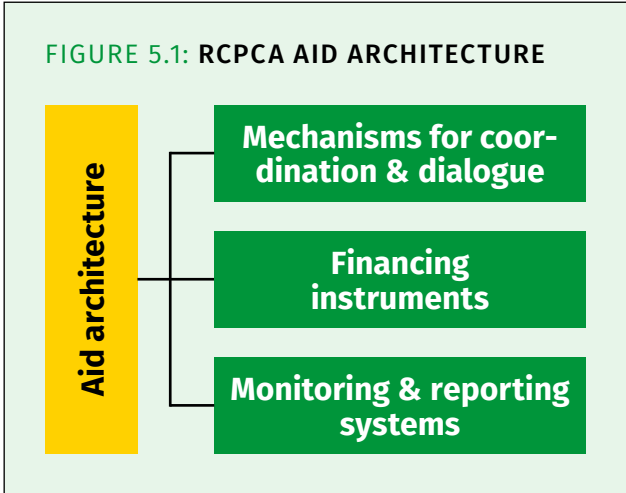 FIGURE 5.1: RCPCA AID ARCHITECTURE
Aid architecture
Mechanisms for coor-
dination & dialogue
Financing
instruments
Monitoring & reporting
systems